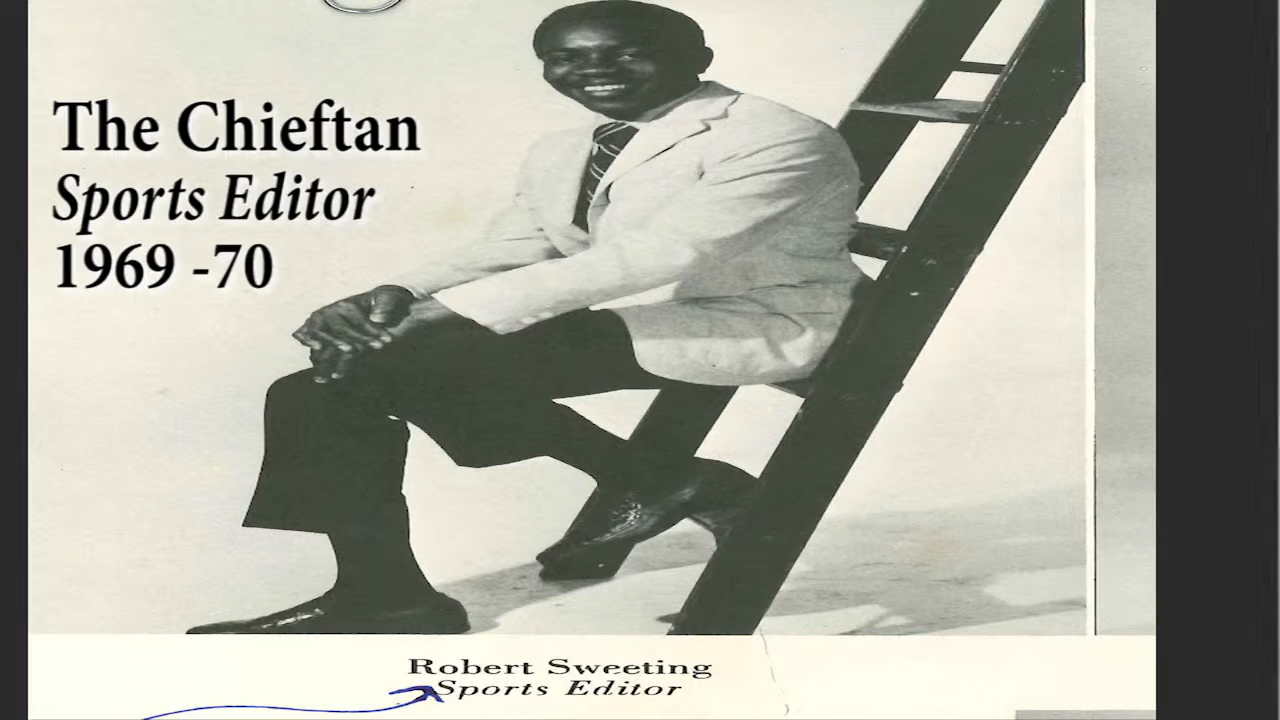 The Chieftan
Sports Editor
1969 -70
Robert Sweeting
Sports Editor